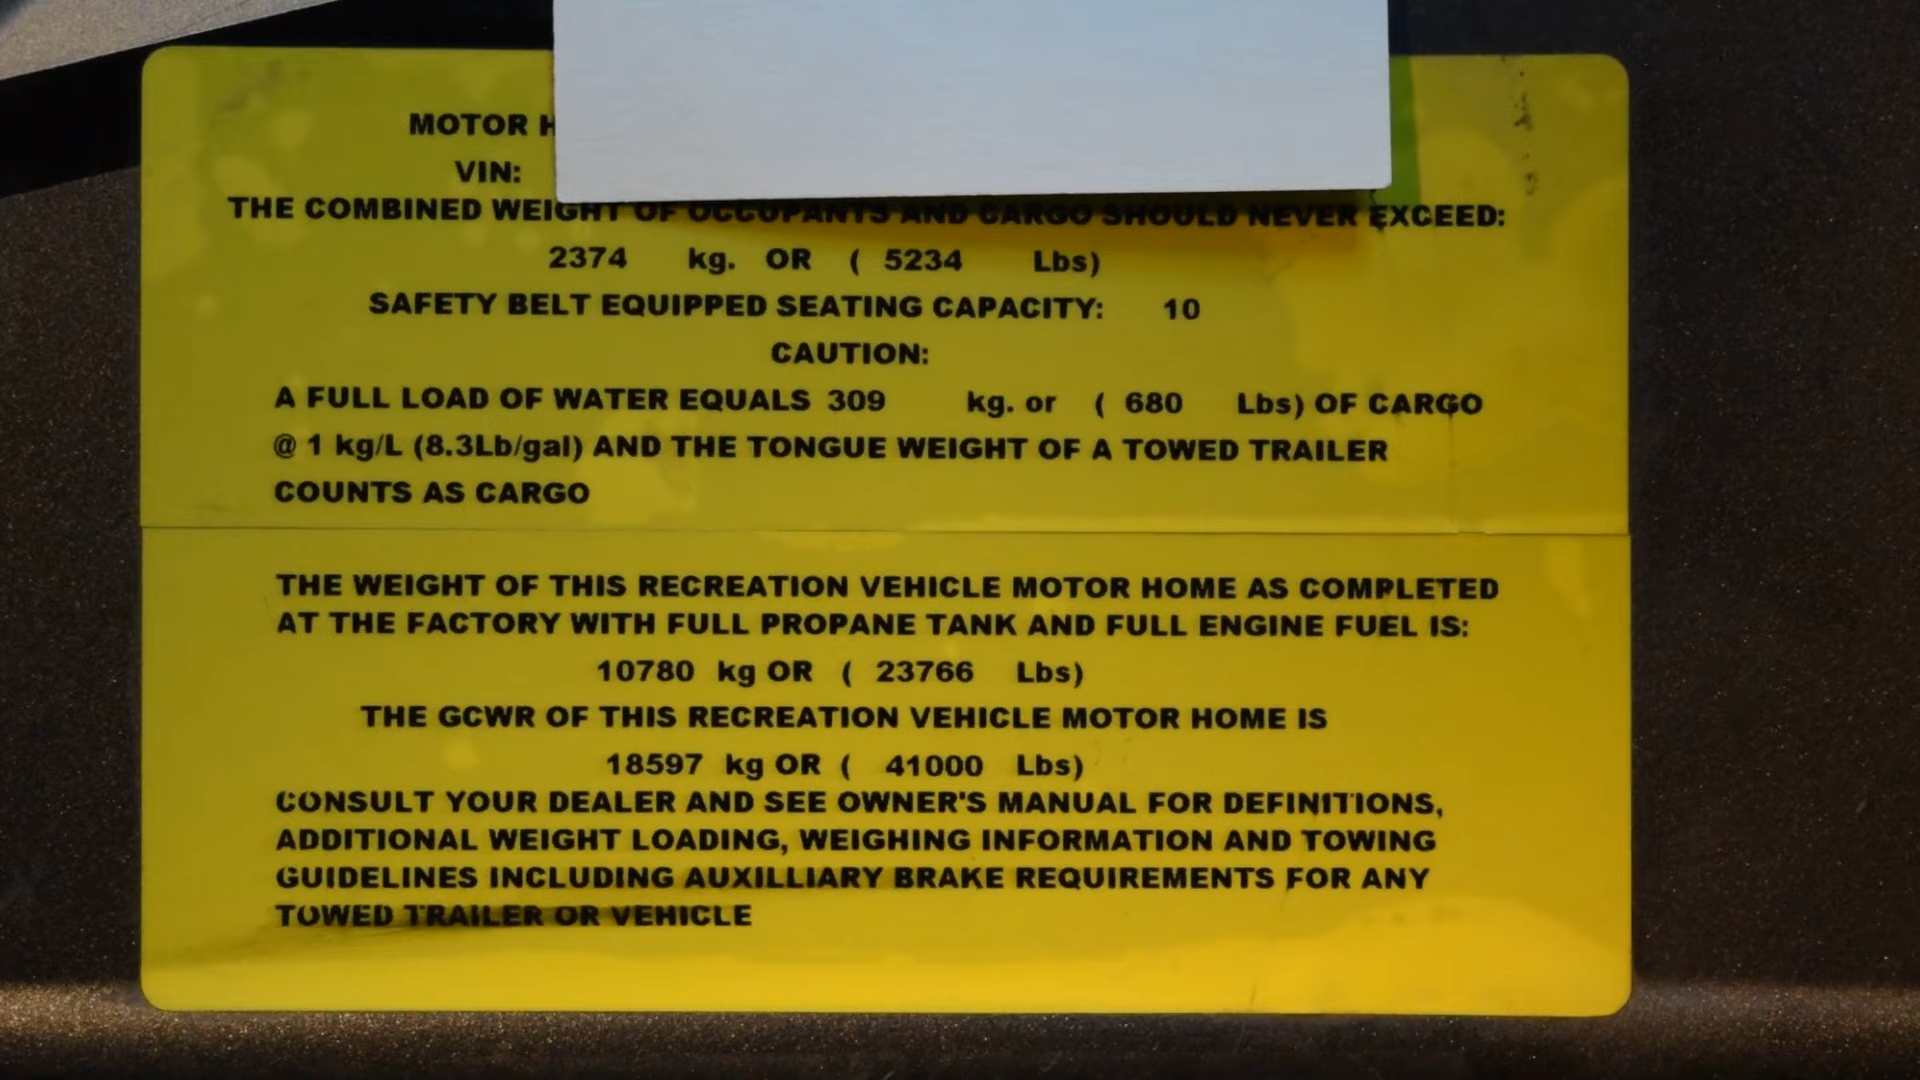 MOTOR
VIN:
THE COMBINED WEIGHT OF OCCUPANTS AND CARGO SHOULD NEVER EXCEED:
2374 kg. OR ( 5234 Lbs)
SAFETY BELT EQUIPPED SEATING CAPACITY: 10
CAUTION:
A FULL LOAD OF WATER EQUALS 309 kg. or ( 680 Lbs) OF CARGO
@ 1 kg/L (8.3Lb/gal) AND THE TONGUE WEIGHT OF A TOWED TRAILER
COUNTS AS CARGO
THE WEIGHT OF THIS RECREATION VEHICLE MOTOR HOME AS COMPLETED
AT THE FACTORY WITH FULL PROPANE TANK AND FULL ENGINE FUEL IS:
10780 kg OR ( 23766 Lbs)
THE GCWR OF THIS RECREATION VEHICLE MOTOR HOME IS
18597 kg OR ( 41000 Lbs)
CONSULT YOUR DEALER AND SEE OWNER'S MANUAL FOR DEFINITIONS,
ADDITIONAL WEIGHT LOADING, WEIGHING INFORMATION AND TOWING
GUIDELINES INCLUDING AUXILLIARY BRAKE REQUIREMENTS FOR ANY
TOWED TRAILER OR VEHICLE